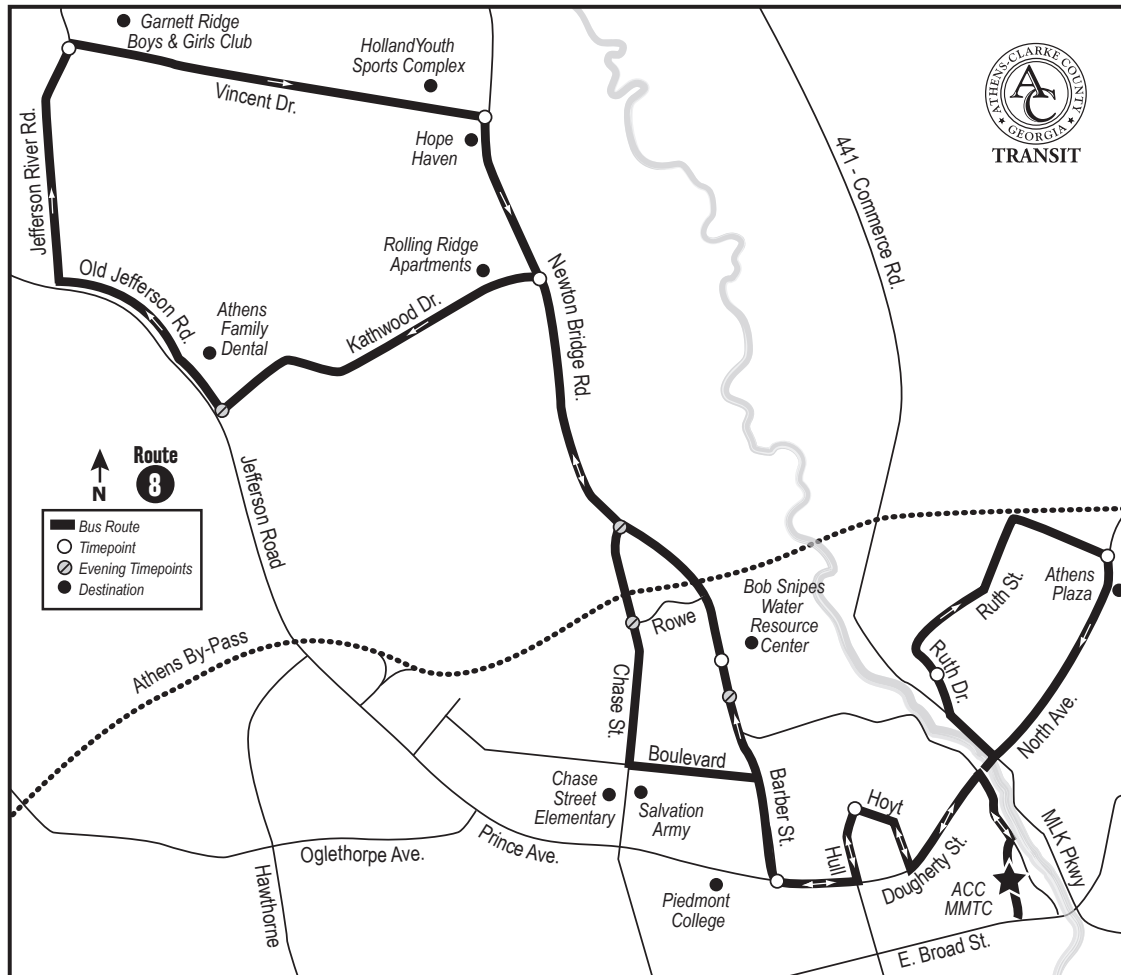 Garnett Ridge
Boys & Girls Club
HollandYouth
Sports Complex
Vincent Dr.
Hope
Haven
Jefferson River Rd.
441 - Commerce Rd.
ATHENS-CLARKE COUNTY
AC
GEORGIA
TRANSIT
Rolling Ridge
Apartments
Old Jefferson Rd.
Athens
Family
Dental
Kathwood Dr.
Newton Bridge Rd.
Route
8
N
Bus Route
Timepoint
Evening Timepoints
Destination
Jefferson Road
Athens By-Pass
Rowe
Bob Snipes
Water
Resource
Center
Ruth St.
Athens
Plaza
Ruth Dr.
North Ave.
Chase St.
Boulevard
Barber St.
Chase
Street
Elementary
Salvation
Army
Hoyt
Hull
Dougherty St.
MLK Pkwy
Oglethorpe Ave.
Prince Ave.
Hawthorne
Piedmont
College
ACC
MMTC
E. Broad St.